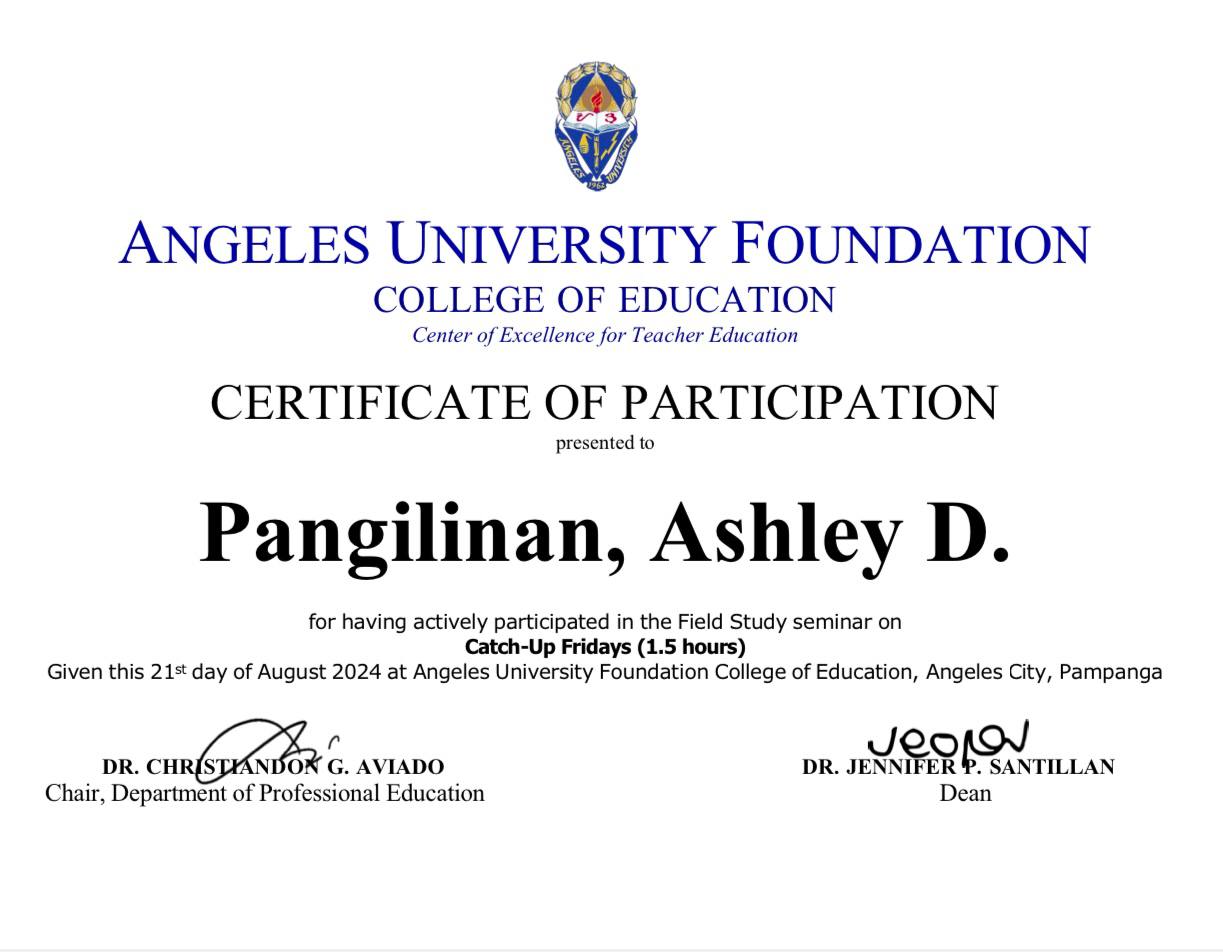 ANGELES UNIVERSITY
1962
ANGELES UNIVERSITY FOUNDATION
COLLEGE OF EDUCATION
Center of Excellence for Teacher Education
CERTIFICATE OF PARTICIPATION
presented to
Pangilinan, Ashley D.
for having actively participated in the Field Study seminar on
Catch-Up Fridays (1.5 hours)
Given this 21st day of August 2024 at Angeles University Foundation College of Education, Angeles City, Pampanga
DR. CHRISTIANDON G. AVIADO
Chair, Department of Professional Education
DR. JENNIFER P. SANTILLAN
Dean